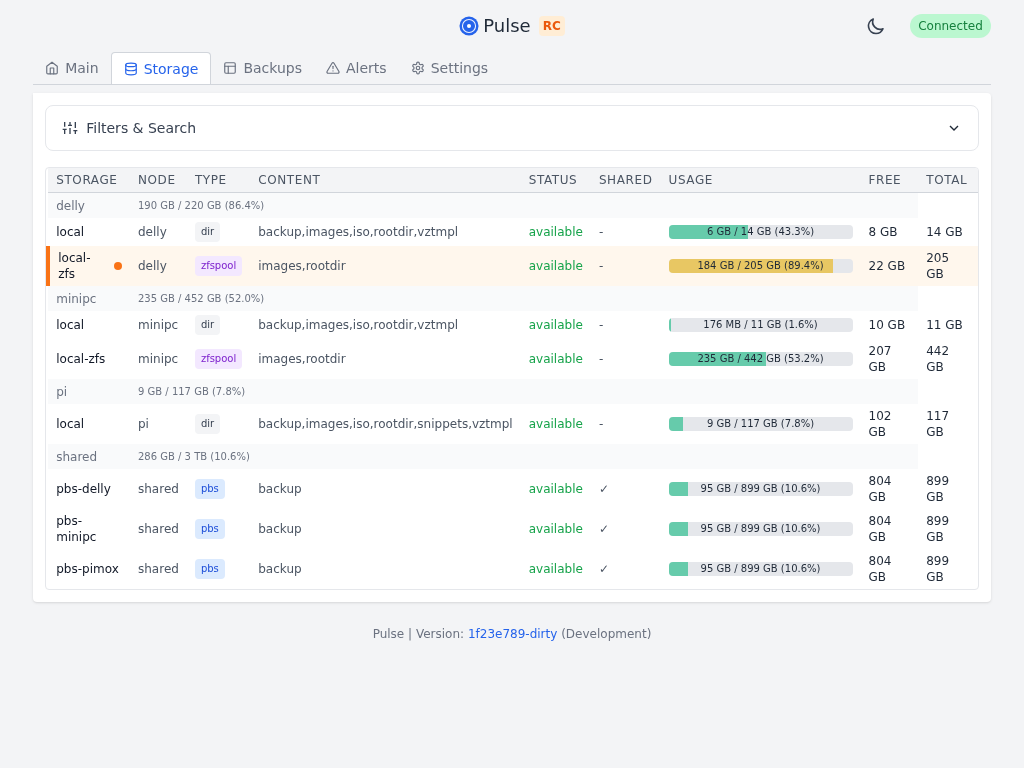 Pulse RC
Connected
Main Storage Backups Alerts Settings
Filters & Search
STORAGE NODE TYPE CONTENT STATUS SHARED USAGE FREE TOTAL
delly 190 GB / 220 GB (86.4%)
local delly dir backup,images,iso,rootdir,vztmpl available - 6 GB / 14 GB (43.3%) 8 GB 14 GB
local-zfs delly zfspool images,rootdir available - 184 GB / 205 GB (89.4%) 22 GB 205 GB
minipc 235 GB / 452 GB (52.0%)
local minipc dir backup,images,iso,rootdir,vztmpl available - 176 MB / 11 GB (1.6%) 10 GB 11 GB
local-zfs minipc zfspool images,rootdir available - 235 GB / 442 GB (53.2%) 207 GB 442 GB
pi 9 GB / 117 GB (7.8%)
local pi dir backup,images,iso,rootdir,snippets,vztmpl available - 9 GB / 117 GB (7.8%) 102 GB 117 GB
shared 286 GB / 3 TB (10.6%)
pbs-delly shared pbs backup available ✓ 95 GB / 899 GB (10.6%) 804 GB 899 GB
pbs-minipc shared pbs backup available ✓ 95 GB / 899 GB (10.6%) 804 GB 899 GB
pbs-pimox shared pbs backup available ✓ 95 GB / 899 GB (10.6%) 804 GB 899 GB
Pulse | Version: 1f23e789-dirty (Development)